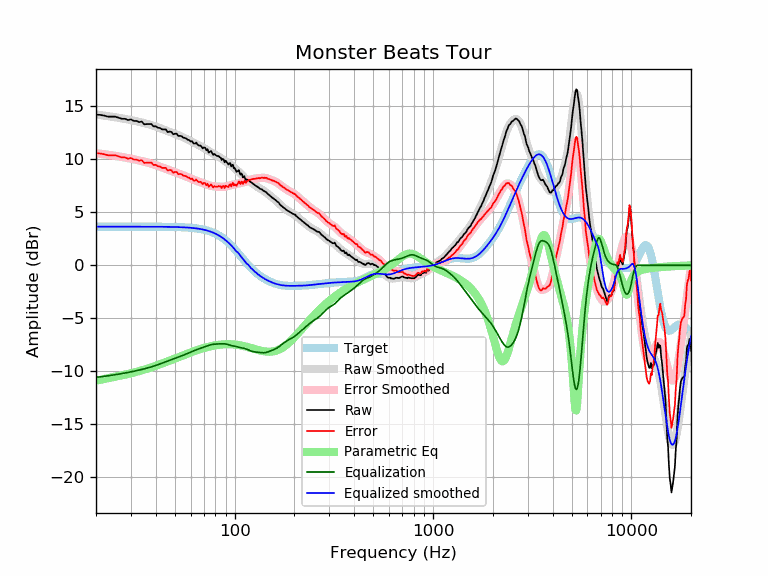 Monster Beats Tour
15
10
5
0
−5
−10
−15
−20
Amplitude (dBr)
Target
Raw Smoothed
Error Smoothed
Raw
Error
Parametric Eq
Equalization
Equalized smoothed
100 1000 10000
Frequency (Hz)